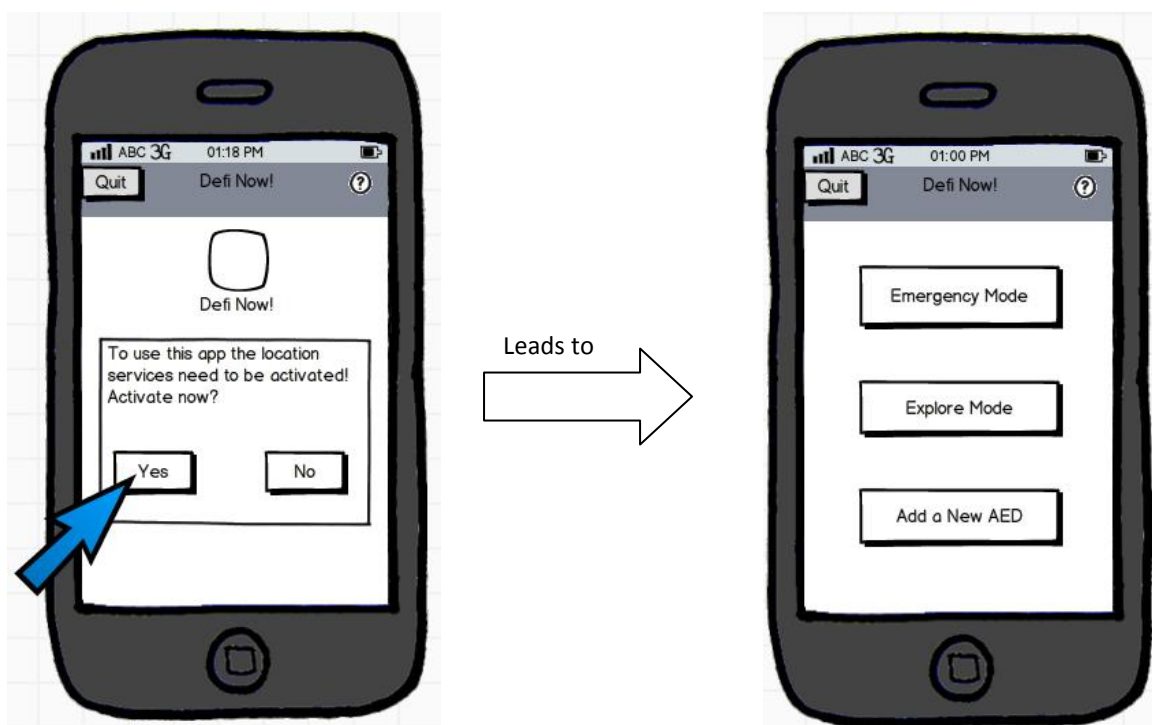 ABC 3G 01:18 PM
Quit Defi Now! ?
Defi Now!
To use this app the location
services need to be activated!
Activate now?
Yes No
Leads to
ABC 3G 01:00 PM
Quit Defi Now! ?
Emergency Mode
Explore Mode
Add a New AED